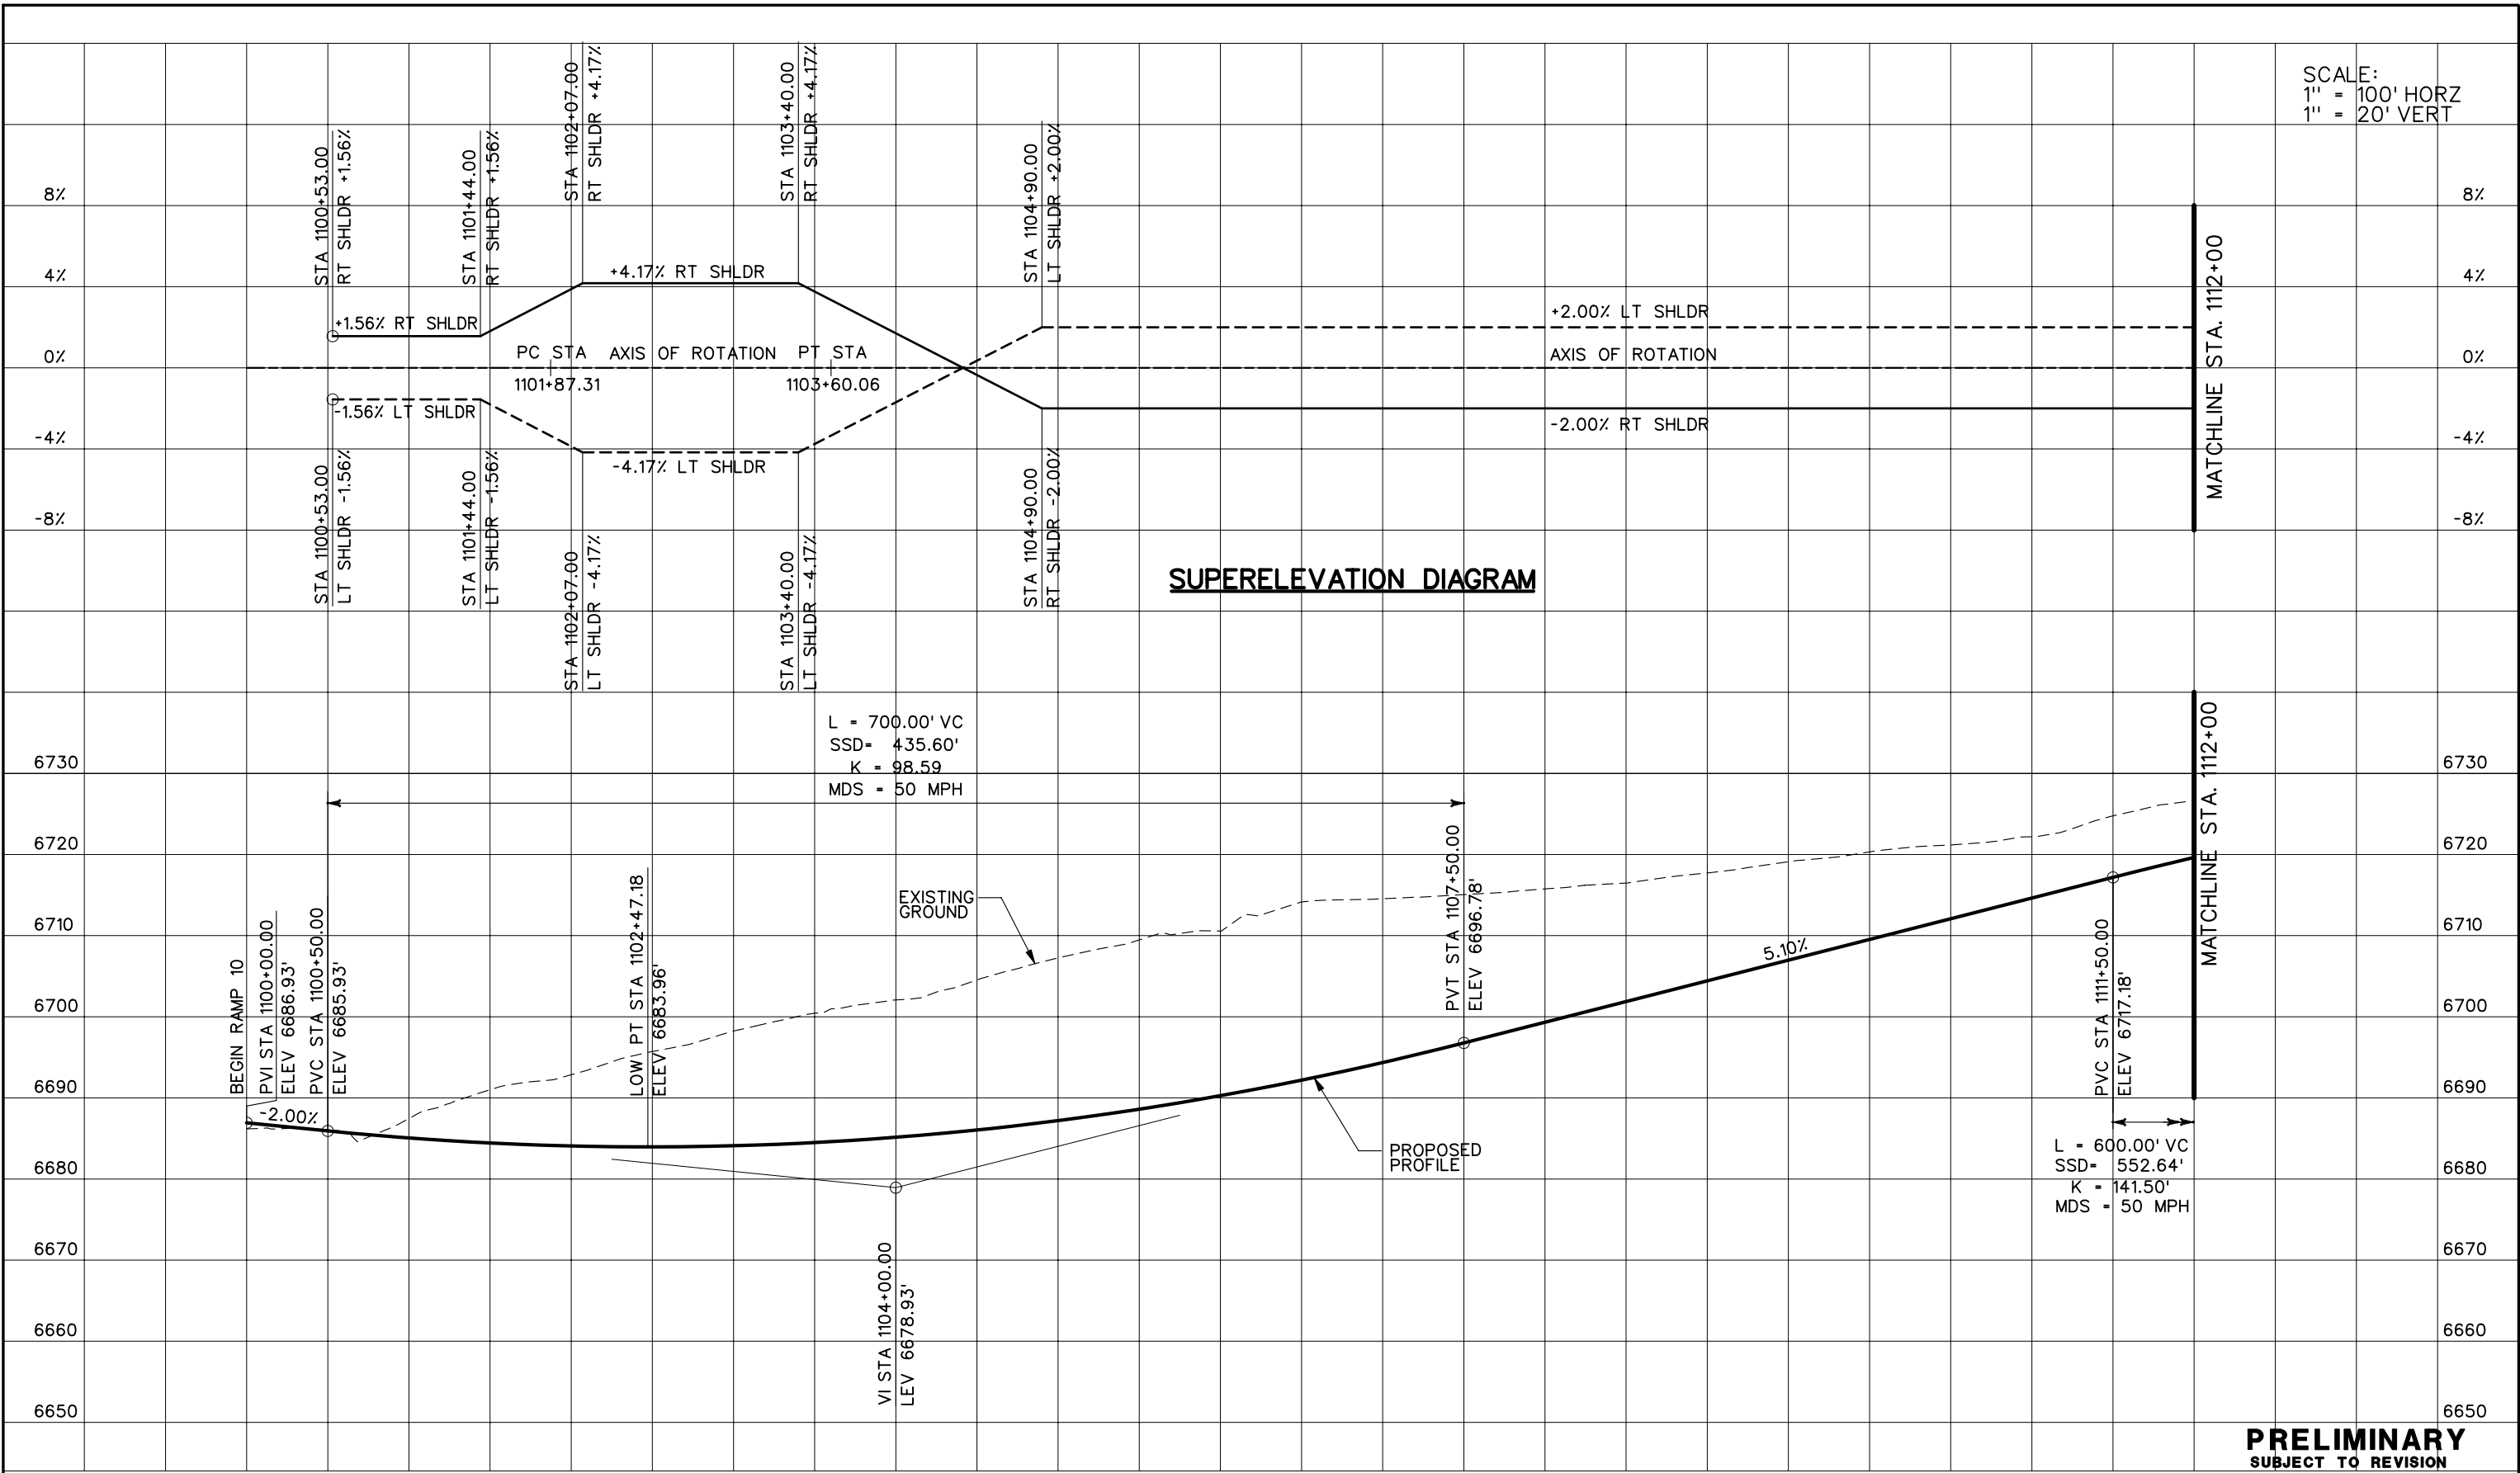 SCALE:
1" = 100' HORZ
1" = 20' VERT
STA 1100+53.00
RT SHLDR +1.56%
STA 1101+44.00
RT SHLDR +1.56%
STA 1102+07.00
RT SHLDR +4.17%
STA 1103+40.00
RT SHLDR +4.17%
STA 1104+90.00
LT SHLDR +2.00%
8%
8%
4%
4%
0%
0%
-4%
-4%
-8%
-8%
+1.56% RT SHLDR
+4.17% RT SHLDR
+2.00% LT SHLDR
PC STA
1101+87.31
AXIS OF ROTATION
PT STA
1103+60.06
AXIS OF ROTATION
-1.56% LT SHLDR
-4.17% LT SHLDR
-2.00% RT SHLDR
MATCHLINE STA. 1112+00
STA 1100+53.00
LT SHLDR -1.56%
STA 1101+44.00
LT SHLDR -1.56%
STA 1102+07.00
LT SHLDR -4.17%
STA 1103+40.00
LT SHLDR -4.17%
STA 1104+90.00
RT SHLDR -2.00%
SUPERELEVATION DIAGRAM
L = 700.00' VC
SSD= 435.60'
K = 98.59
MDS = 50 MPH
6730
6730
6720
6720
6710
6710
6700
6700
6690
6690
6680
6680
6670
6670
6660
6660
6650
6650
BEGIN RAMP 10
PVI STA 1100+00.00
ELEV 6686.93'
PVC STA 1100+50.00
ELEV 6685.93'
-2.00%
LOW PT STA 1102+47.18
ELEV 6683.96'
EXISTING
GROUND
VI STA 1104+00.00
LEV 6678.93'
PROPOSED
PROFILE
PVT STA 1107+50.00
ELEV 6696.78'
5.10%
PVC STA 1111+50.00
ELEV 6717.18'
MATCHLINE STA. 1112+00
L = 600.00' VC
SSD= 552.64'
K = 141.50'
MDS = 50 MPH
PRELIMINARY
SUBJECT TO REVISION